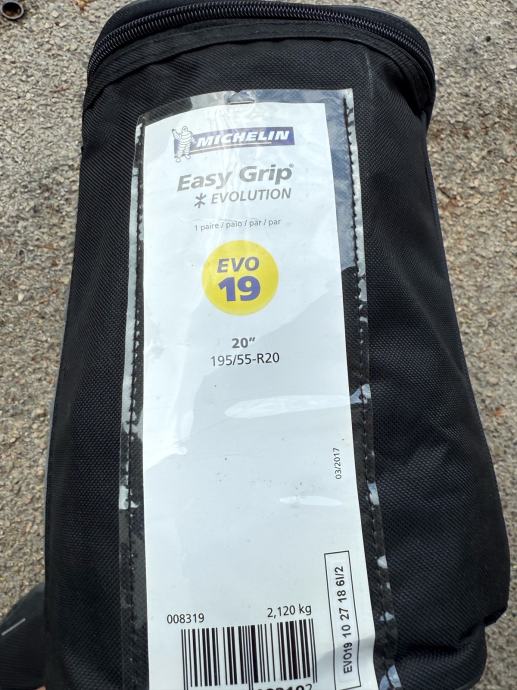 MICHELIN
Easy Grip®
EVOLUTION
1 paire / par / par
EVO
19
20"
195/55-R20
03/2017
008319
2,120 kg
EVO19 10 27 18 6I/2